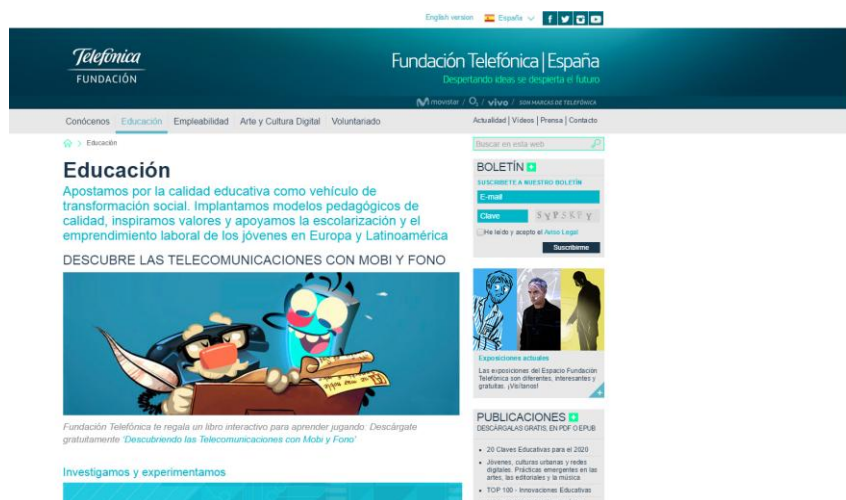 English version España
Telefónica
FUNDACIÓN
Fundación Telefónica | España
Despertando ideas se despierta el futuro
movistar / O2 / vivo / SON MARCAS DE TELEFÓNICA
Conócenos Educación Empleabilidad Arte y Cultura Digital Voluntariado
Actualidad | Vídeos | Prensa | Contacto
> Educación
Buscar en esta web
Educación
Apostamos por la calidad educativa como vehículo de
transformación social. Implantamos modelos pedagógicos de
calidad, inspiramos valores y apoyamos la escolarización y el
emprendimiento laboral de los jóvenes en Europa y Latinoamérica
DESCUBRE LAS TELECOMUNICACIONES CON MOBI Y FONO
Fundación Telefónica te regala un libro interactivo para aprender jugando: Descárgate
gratuitamente 'Descubriendo las Telecomunicaciones con Mobi y Fono'
Investigamos y experimentamos
BOLETÍN
SUSCRÍBETE A NUESTRO BOLETÍN
E-mail
Clave
He leído y acepto el Aviso Legal
Suscribirme
Exposiciones actuales
Las exposiciones del Espacio Fundación
Telefónica son diferentes, interesantes y
gratuitas. ¡Visítanos!
PUBLICACIONES
DESCÁRGALAS GRATIS, EN PDF O EPUB
20 Claves Educativas para el 2020
Jóvenes, culturas urbanas y redes
digitales. Prácticas emergentes en las
artes, las editoriales y la música
TOP 100 - Innovaciones Educativas